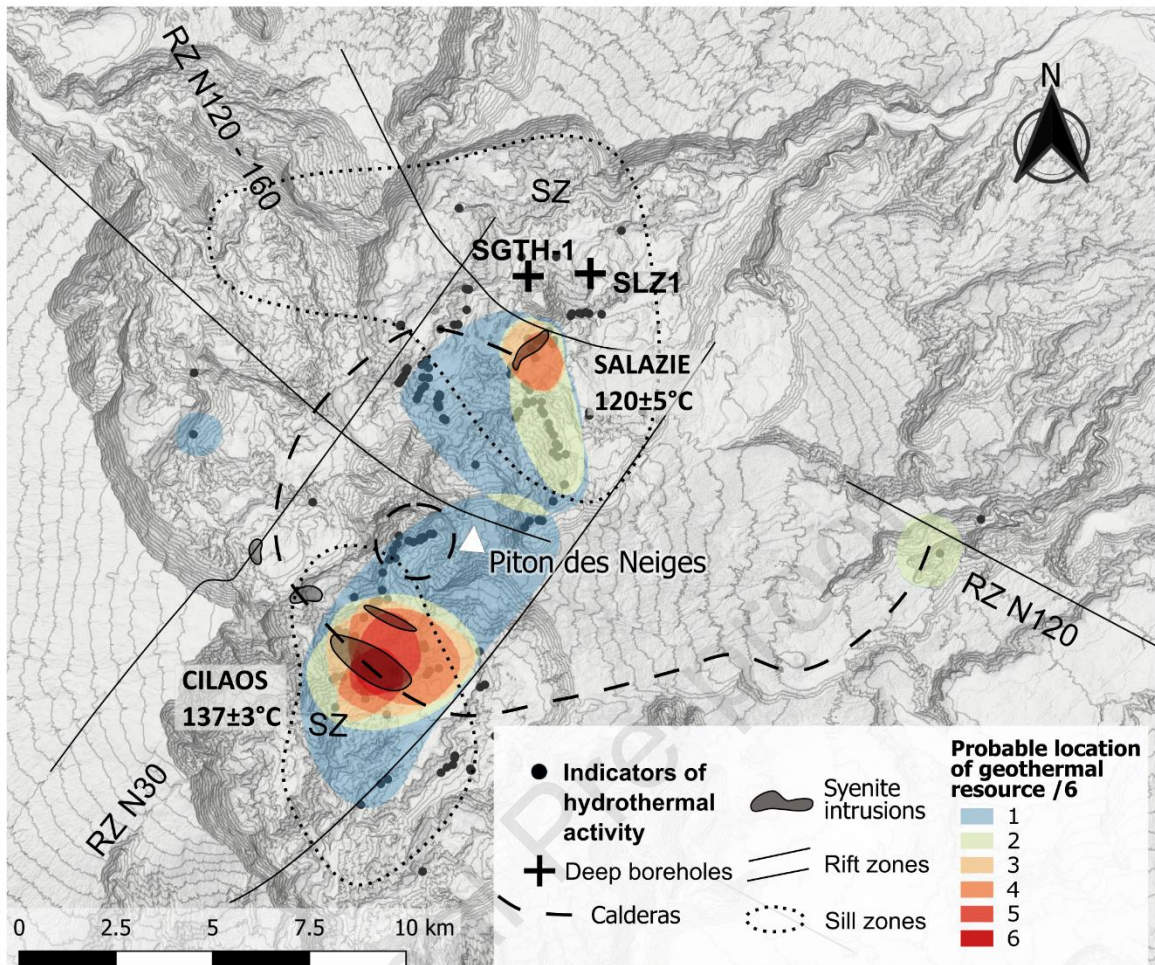 RZ N120 - 160
N
SZ
SGTH-1
SLZ1
SALAZIE
120±5°C
Piton des Neiges
RZ N120
CILAOS
137±3°C
SZ
RZ N30
0 2.5 5 7.5 10 km
Indicators of
hydrothermal
activity
Deep boreholes
Calderas
Syenite
intrusions
Rift zones
Sill zones
Probable location
of geothermal
resource /6
1
2
3
4
5
6